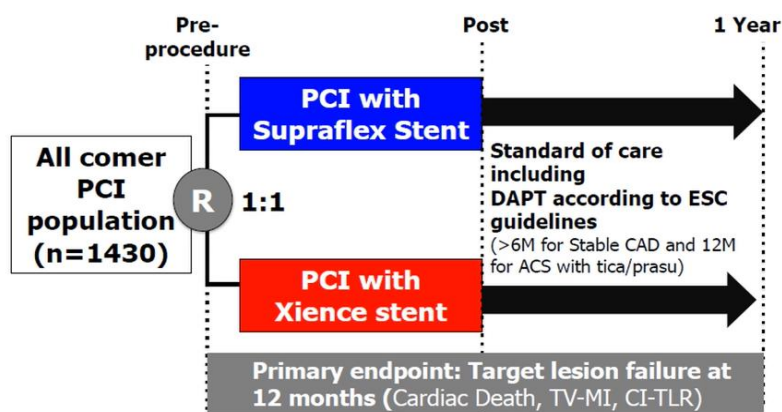 Pre-
procedure
Post
1 Year
PCI with
Supraflex Stent
All comer
PCI
population
(n=1430)
R
1:1
Standard of care
including
DAPT according to ESC
guidelines
(>6M for Stable CAD and 12M
for ACS with tica/prasu)
PCI with
Xience stent
Primary endpoint: Target lesion failure at
12 months (Cardiac Death, TV-MI, CI-TLR)